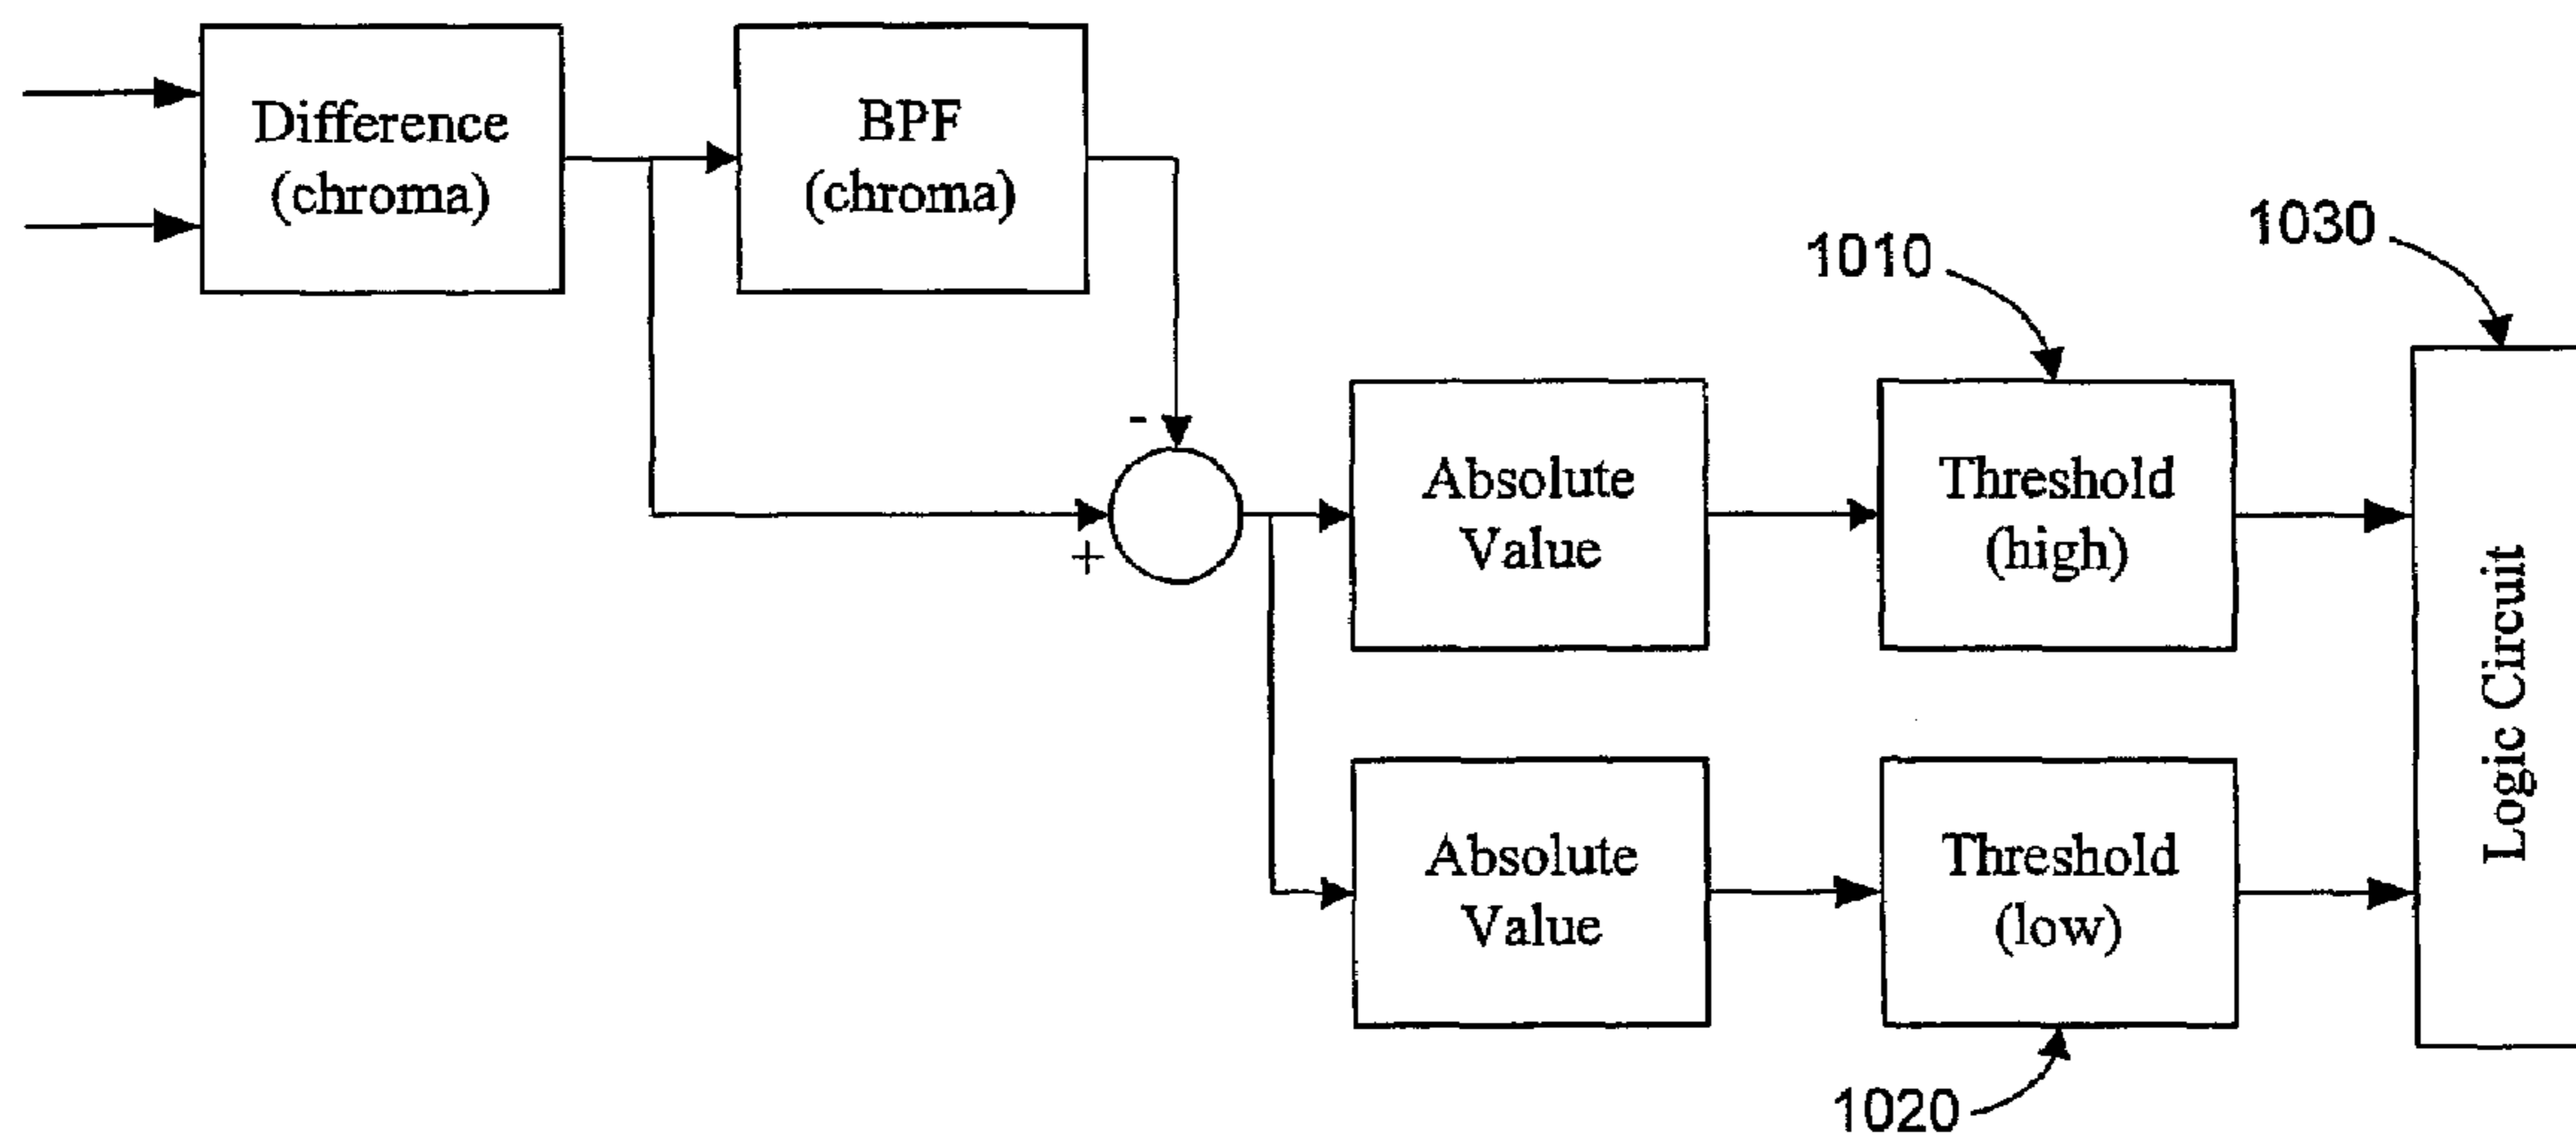 Difference
(chroma)
BPF
(chroma)
1010
1030
-
+
Absolute
Value
Threshold
(high)
Logic Circuit
Absolute
Value
Threshold
(low)
1020